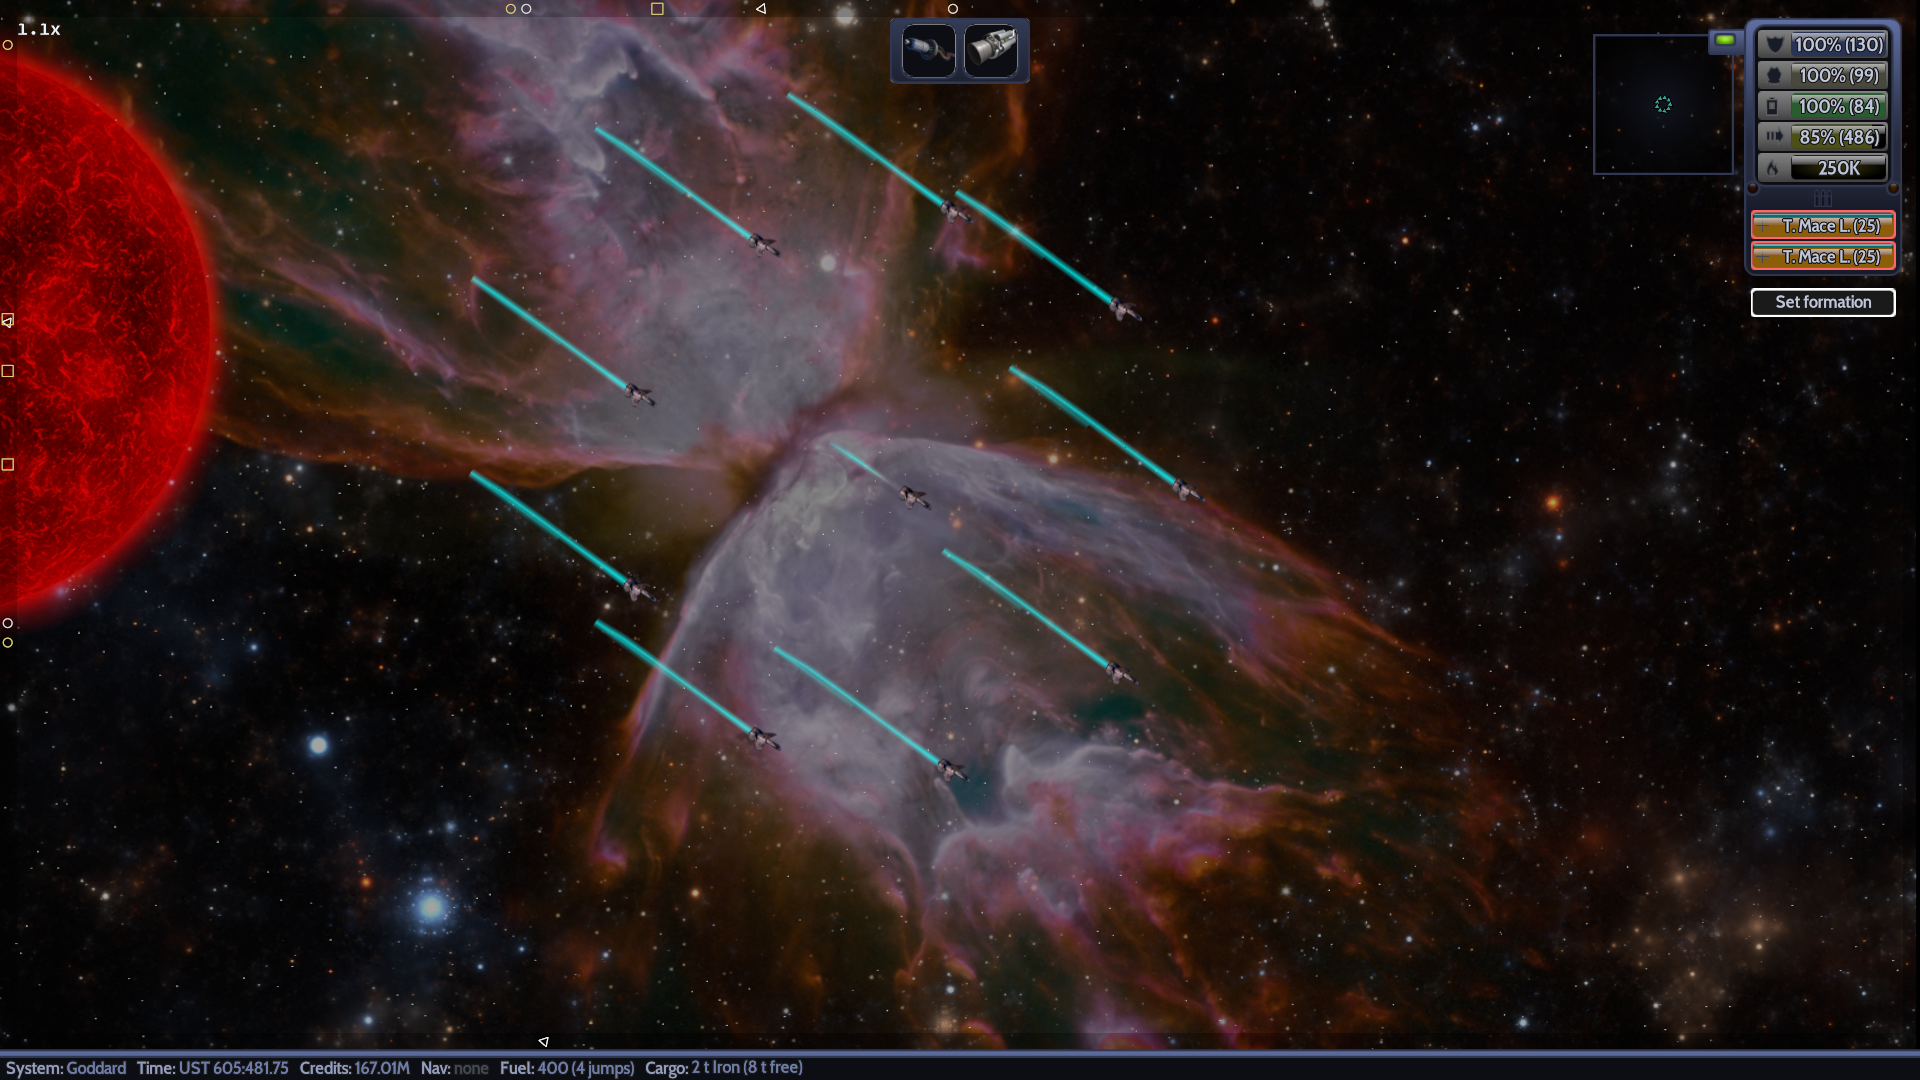 1.1x
100% (130)
100% (99)
100% (84)
85% (486)
250K
T. Mace L. (25)
T. Mace L. (25)
Set formation
System: Goddard Time: UST 605:481.75 Credits: 167.01M Nav: none Fuel: 400 (4 jumps) Cargo: 2 t Iron (8 t free)